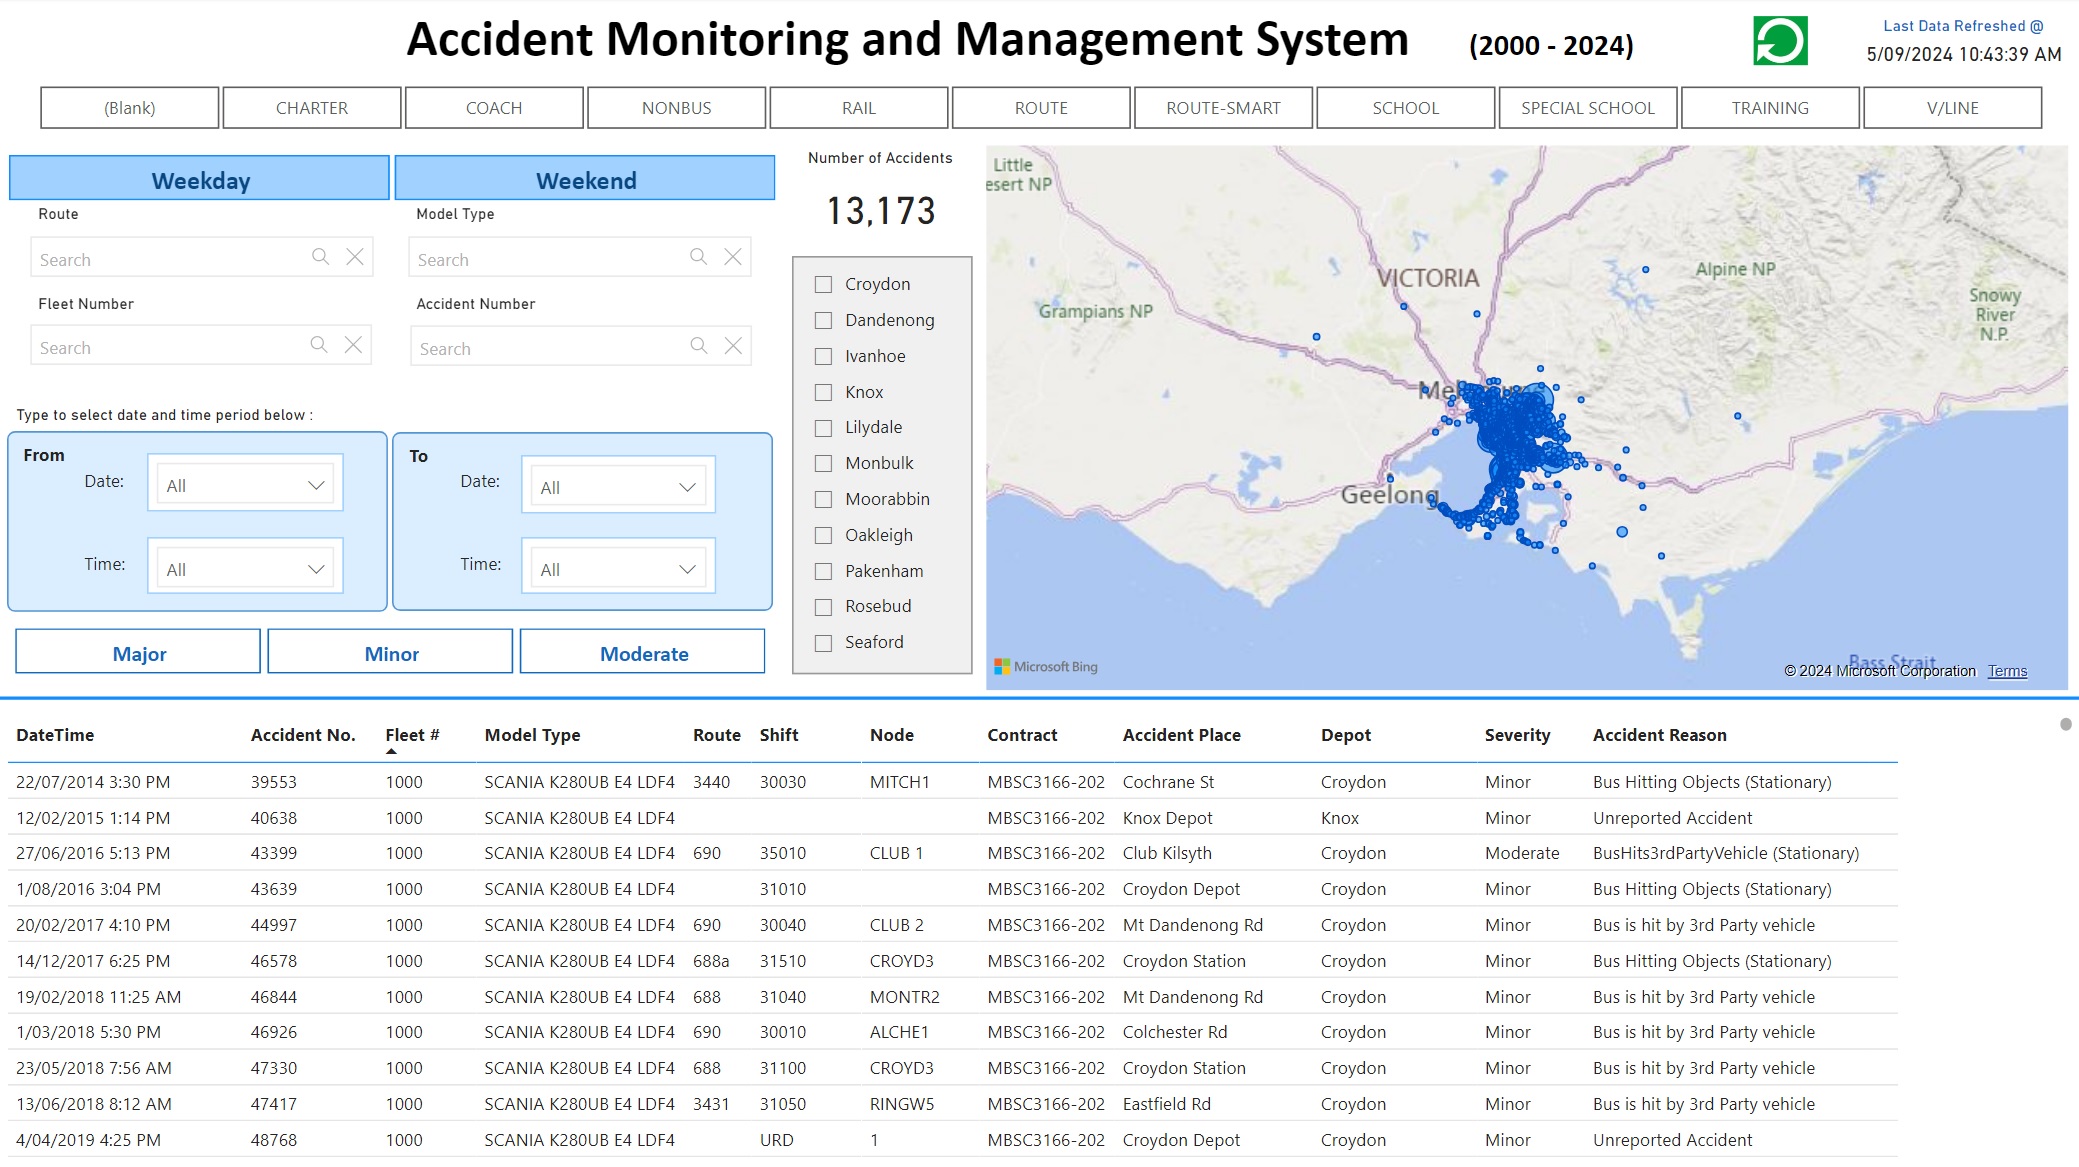 Accident Monitoring and Management System (2000 - 2024)
Last Data Refreshed @
5/09/2024 10:43:39 AM
(Blank) CHARTER COACH NONBUS RAIL ROUTE ROUTE-SMART SCHOOL SPECIAL SCHOOL TRAINING V/LINE
Weekday Weekend
Route Model Type
Search Search
Fleet Number Accident Number
Search Search
Type to select date and time period below :
From To
Date: All Date: All
Time: All Time: All
Major Minor Moderate
Number of Accidents
13,173
Croydon
Dandenong
Ivanhoe
Knox
Lilydale
Monbulk
Moorabbin
Oakleigh
Pakenham
Rosebud
Seaford
Little
esert NP
VICTORIA
Alpine NP
Grampians NP
Snowy
River
N.P.
Geelong
Bass Strait
Microsoft Bing
© 2024 Microsoft Corporation Terms
DateTime Accident No. Fleet # Model Type Route Shift Node Contract Accident Place Depot Severity Accident Reason
22/07/2014 3:30 PM 39553 1000 SCANIA K280UB E4 LDF4 3440 30030 MITCH1 MBSC3166-202 Cochrane St Croydon Minor Bus Hitting Objects (Stationary)
12/02/2015 1:14 PM 40638 1000 SCANIA K280UB E4 LDF4 MBSC3166-202 Knox Depot Knox Minor Unreported Accident
27/06/2016 5:13 PM 43399 1000 SCANIA K280UB E4 LDF4 690 35010 CLUB 1 MBSC3166-202 Club Kilsyth Croydon Moderate BusHits3rdPartyVehicle (Stationary)
1/08/2016 3:04 PM 43639 1000 SCANIA K280UB E4 LDF4 31010 MBSC3166-202 Croydon Depot Croydon Minor Bus Hitting Objects (Stationary)
20/02/2017 4:10 PM 44997 1000 SCANIA K280UB E4 LDF4 690 30040 CLUB 2 MBSC3166-202 Mt Dandenong Rd Croydon Minor Bus is hit by 3rd Party vehicle
14/12/2017 6:25 PM 46578 1000 SCANIA K280UB E4 LDF4 688a 31510 CROYD3 MBSC3166-202 Croydon Station Croydon Minor Bus Hitting Objects (Stationary)
19/02/2018 11:25 AM 46844 1000 SCANIA K280UB E4 LDF4 688 31040 MONTR2 MBSC3166-202 Mt Dandenong Rd Croydon Minor Bus is hit by 3rd Party vehicle
1/03/2018 5:30 PM 46926 1000 SCANIA K280UB E4 LDF4 690 30010 ALCHE1 MBSC3166-202 Colchester Rd Croydon Minor Bus is hit by 3rd Party vehicle
23/05/2018 7:56 AM 47330 1000 SCANIA K280UB E4 LDF4 688 31100 CROYD3 MBSC3166-202 Croydon Station Croydon Minor Bus is hit by 3rd Party vehicle
13/06/2018 8:12 AM 47417 1000 SCANIA K280UB E4 LDF4 3431 31050 RINGW5 MBSC3166-202 Eastfield Rd Croydon Minor Bus is hit by 3rd Party vehicle
4/04/2019 4:25 PM 48768 1000 SCANIA K280UB E4 LDF4 URD 1 MBSC3166-202 Croydon Depot Croydon Minor Unreported Accident